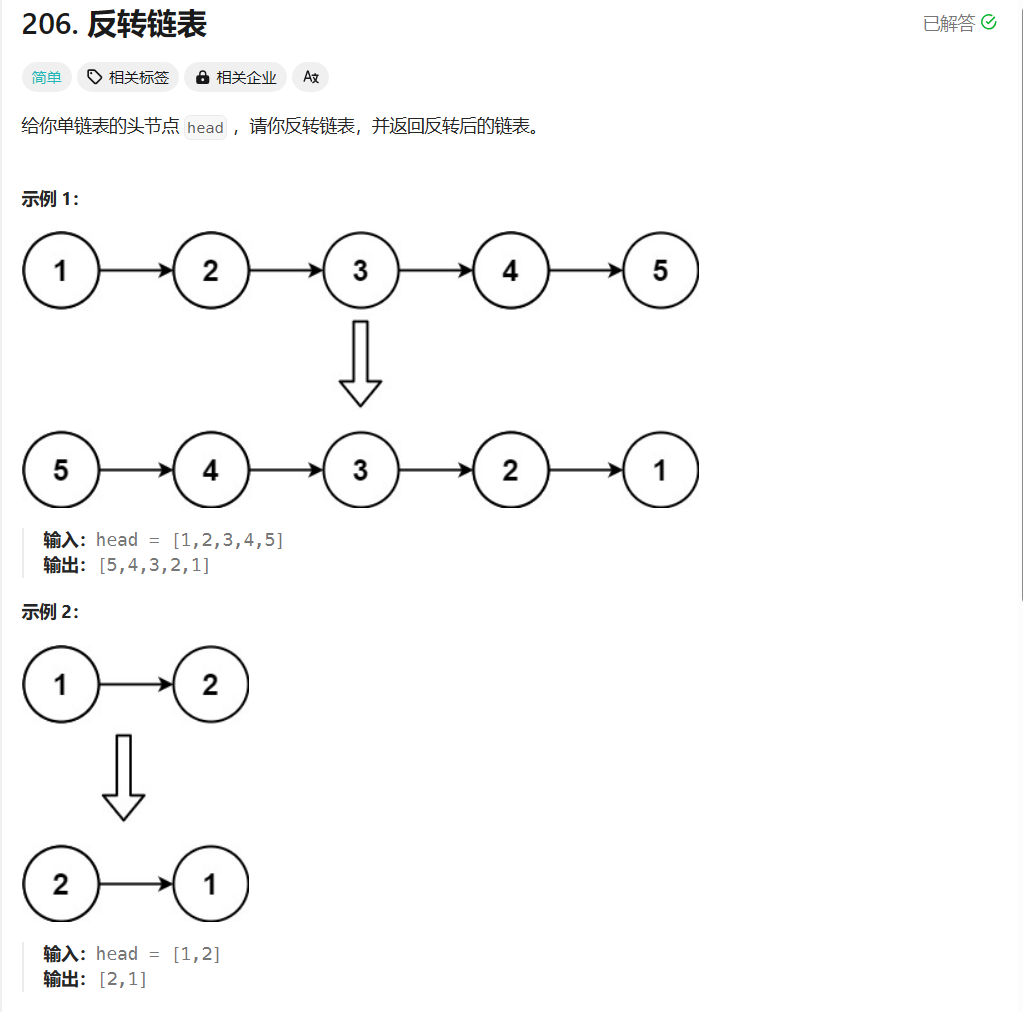 206. 反转链表
已解答
简单 相关标签 相关企业 Aあ
给你单链表的头节点 head ，请你反转链表，并返回反转后的链表。
示例 1：
1 2 3 4 5
5 4 3 2 1
输入：head = [1,2,3,4,5]
输出：[5,4,3,2,1]
示例 2：
1 2
2 1
输入：head = [1,2]
输出：[2,1]